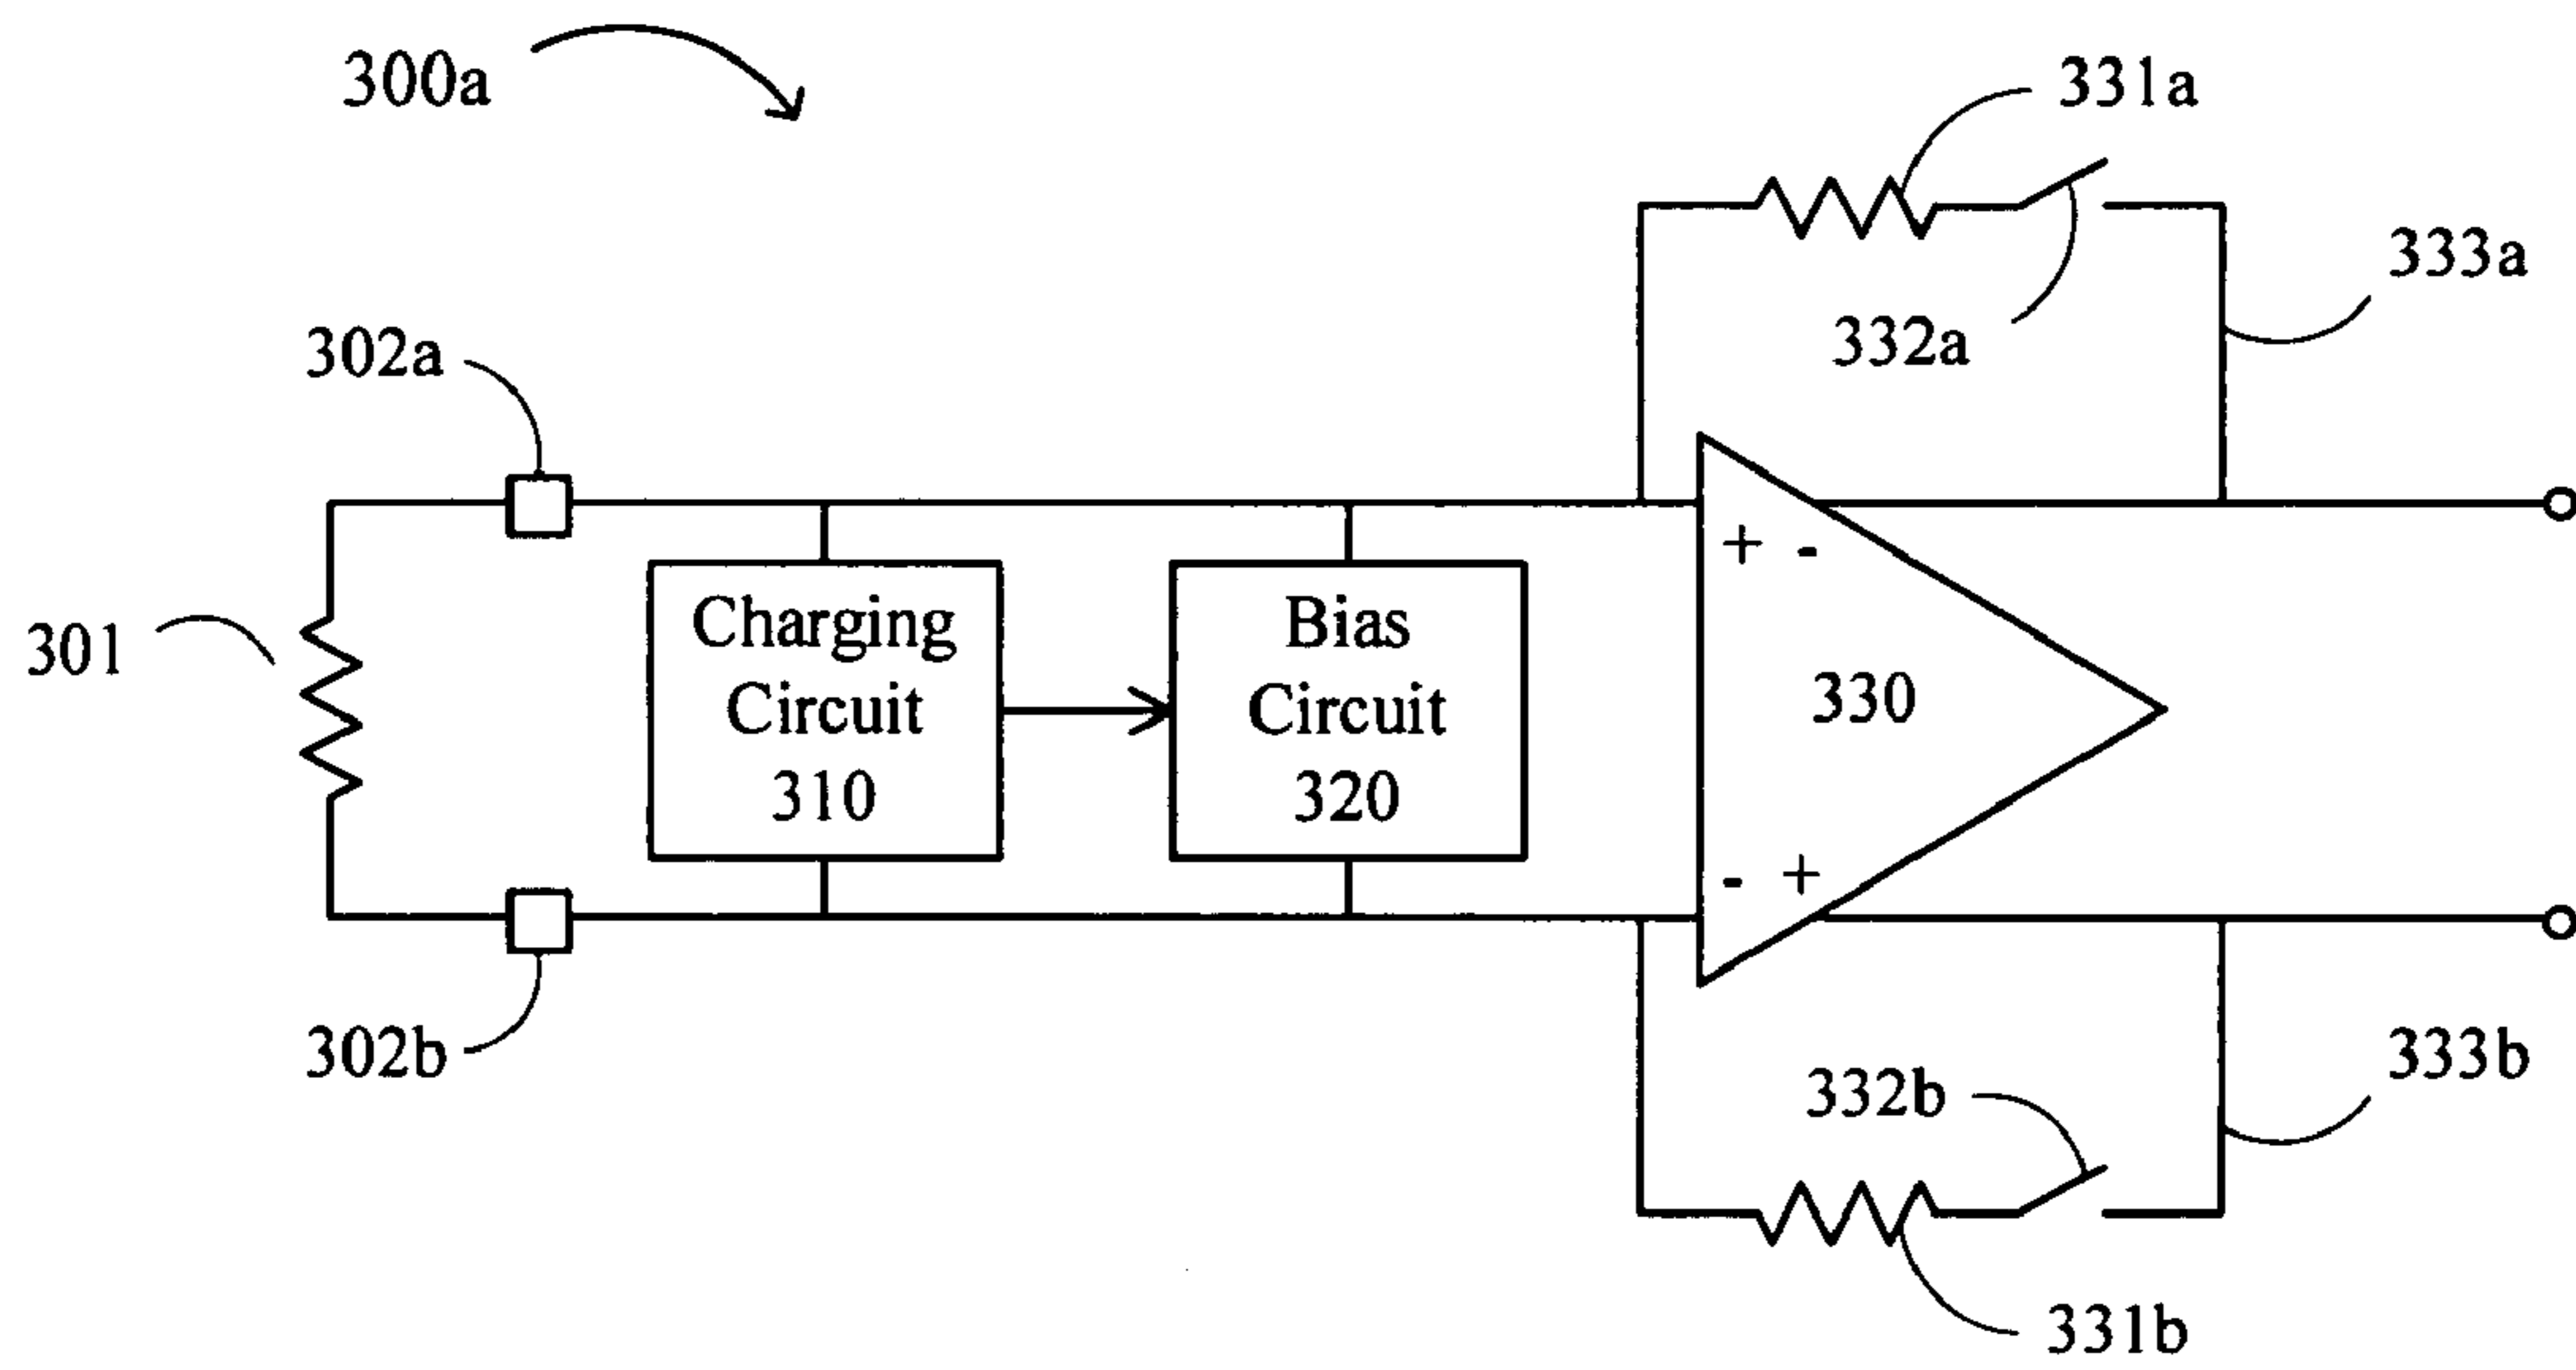 300a
331a
333a
332a
302a
+ -
Charging
Circuit
310
Bias
Circuit
320
301
330
- +
302b
333b
332b
331b